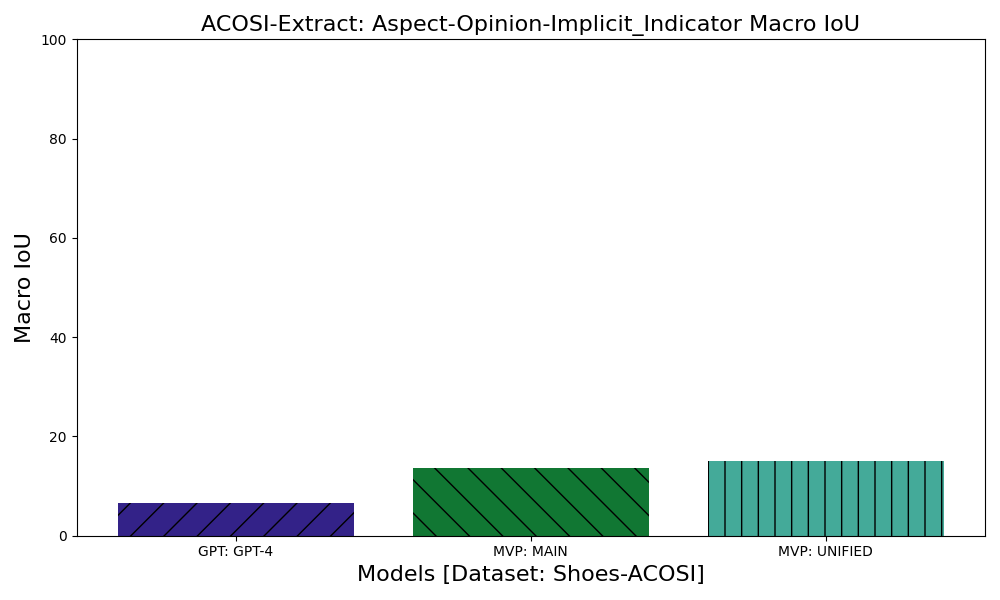 ACOSI-Extract: Aspect-Opinion-Implicit_Indicator Macro IoU
100
80
60
40
20
0
Macro IoU
GPT: GPT-4
MVP: MAIN
MVP: UNIFIED
Models [Dataset: Shoes-ACOSI]